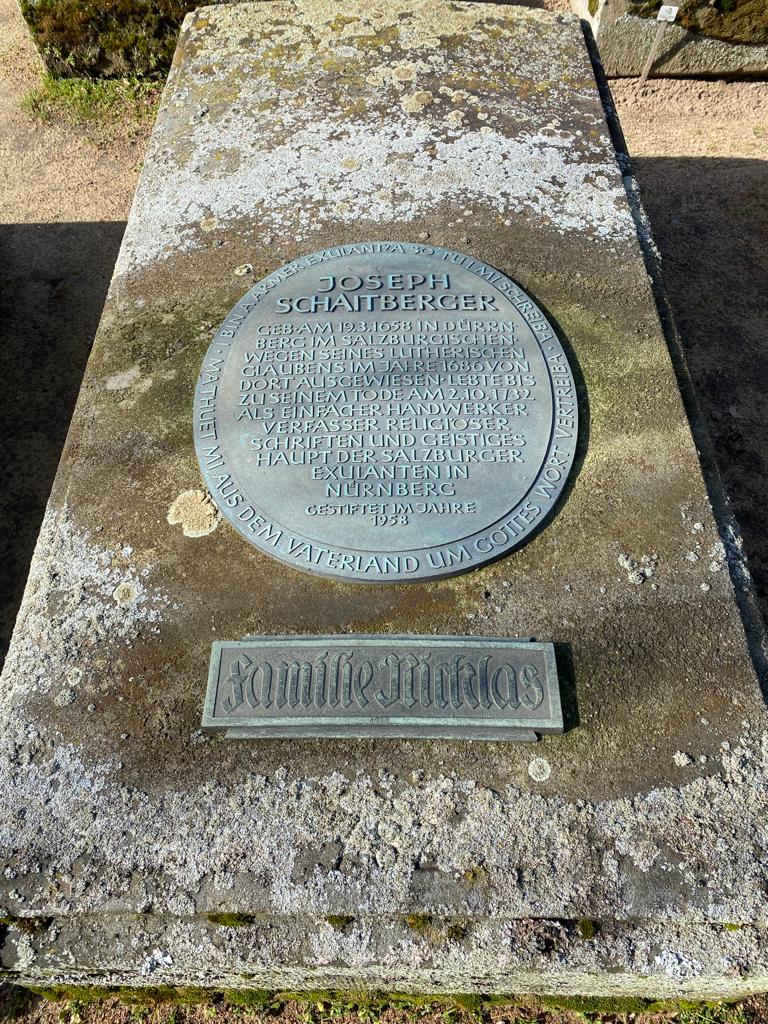 I BIN A ARMER EXULANT · A SO TU I MI SCHREIBA · MA THUET MI AUS DEM VATERLAND UM GOTTES WORT VERTREIBA ·
JOSEPH
SCHAITBERGER
GEB · AM 19.3.1658 IN DÜRRN-
BERG IM SALZBURGISCHEN ·
WEGEN SEINES LUTHERISCHEN
GLAUBENS IM JAHRE 1686 VON
DORT AUSGEWIESEN · LEBTE BIS
ZU SEINEM TODE AM 2.10.1732
ALS EINFACHER HANDWERKER
VERFASSER RELIGIÖSER
SCHRIFTEN UND GEISTIGES
HAUPT DER SALZBURGER
EXULANTEN IN
NÜRNBERG
GESTIFTET IM JAHRE
1958
Familie Nicklas